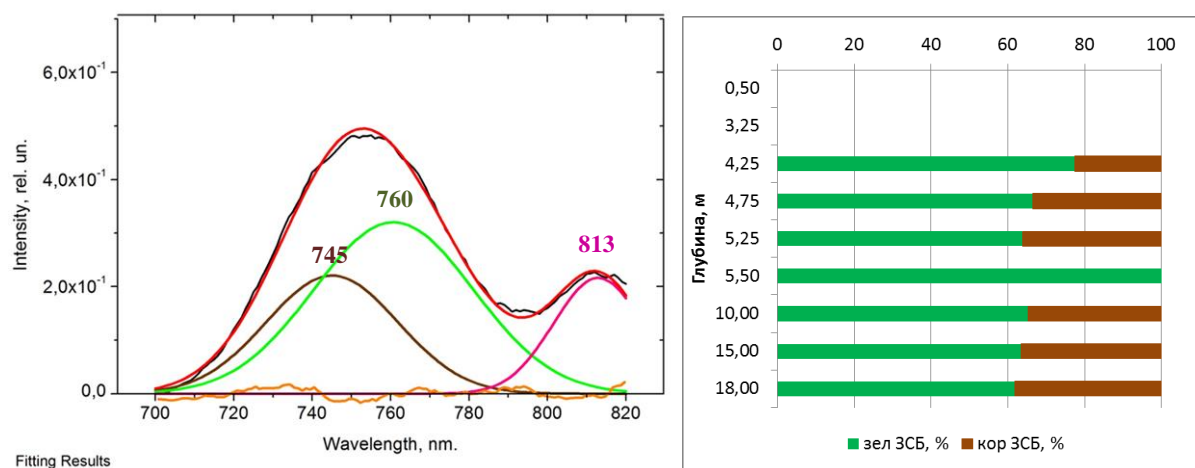 6,0x10⁻¹
4,0x10⁻¹
2,0x10⁻¹
0,0
Intensity, rel. un.
760
745
813
700 720 740 760 780 800 820
Wavelength, nm.
Fitting Results
0 20 40 60 80 100
Глубина, м
0,50
3,25
4,25
4,75
5,25
5,50
10,00
15,00
18,00
зел ЗСБ, % кор ЗСБ, %